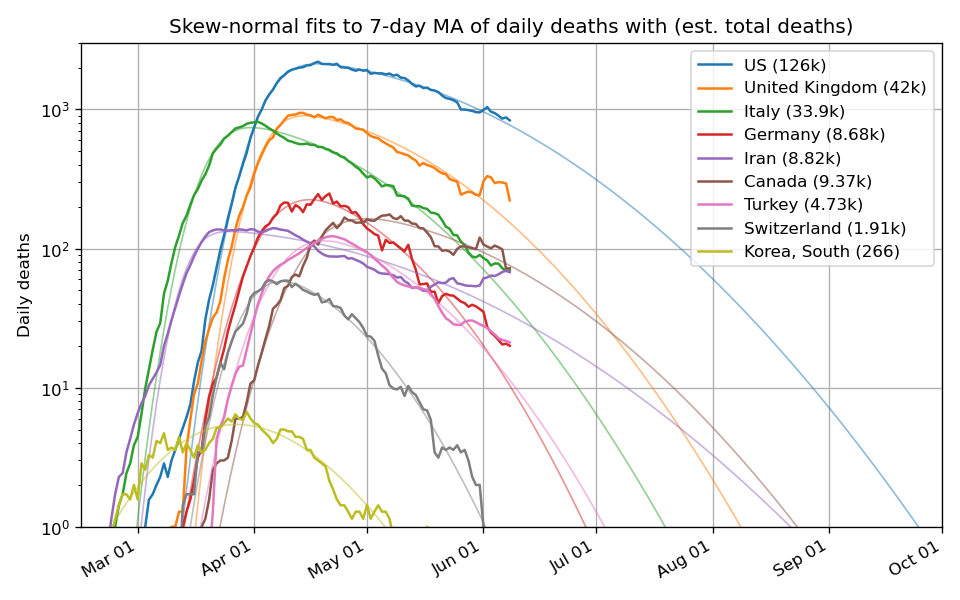 Skew-normal fits to 7-day MA of daily deaths with (est. total deaths)
Daily deaths
10³
10²
10¹
10⁰
US (126k)
United Kingdom (42k)
Italy (33.9k)
Germany (8.68k)
Iran (8.82k)
Canada (9.37k)
Turkey (4.73k)
Switzerland (1.91k)
Korea, South (266)
Mar 01
Apr 01
May 01
Jun 01
Jul 01
Aug 01
Sep 01
Oct 01